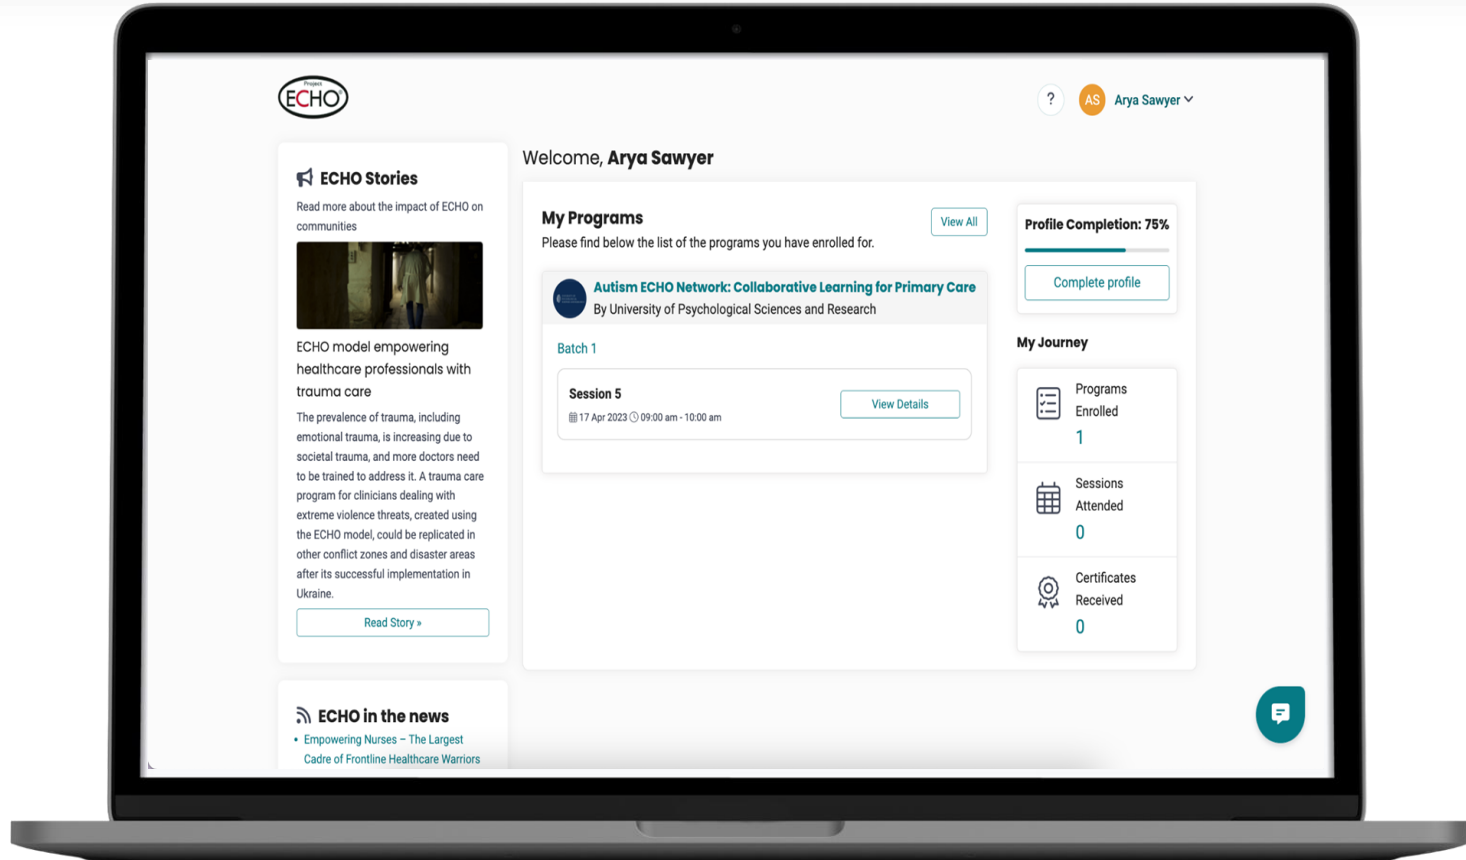 Project
ECHO®
?
AS
Arya Sawyer
ECHO Stories
Read more about the impact of ECHO on
communities
ECHO model empowering
healthcare professionals with
trauma care
The prevalence of trauma, including
emotional trauma, is increasing due to
societal trauma, and more doctors need
to be trained to address it. A trauma care
program for clinicians dealing with
extreme violence threats, created using
the ECHO model, could be replicated in
other conflict zones and disaster areas
after its successful implementation in
Ukraine.
Read Story »
ECHO in the news
• Empowering Nurses – The Largest
Cadre of Frontline Healthcare Warriors
Welcome, Arya Sawyer
My Programs
View All
Please find below the list of the programs you have enrolled for.
Autism ECHO Network: Collaborative Learning for Primary Care
By University of Psychological Sciences and Research
Batch 1
Session 5
17 Apr 2023 09:00 am - 10:00 am
View Details
Profile Completion: 75%
Complete profile
My Journey
Programs
Enrolled
1
Sessions
Attended
0
Certificates
Received
0